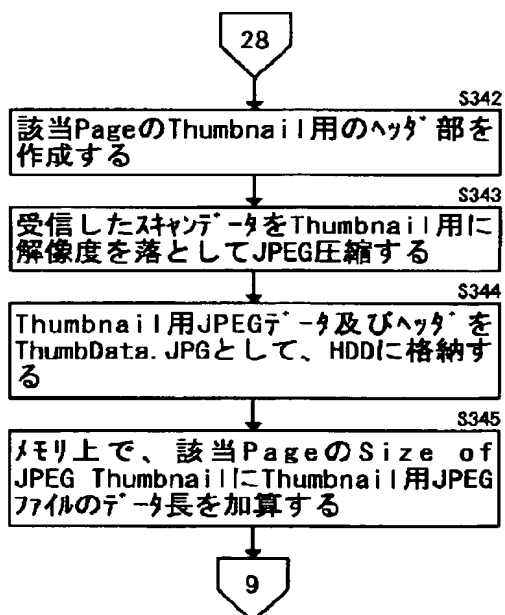 28
S342
該当PageのThumbnail用のﾍｯﾀﾞ部を
作成する
S343
受信したｽｷｬﾝﾃﾞｰﾀをThumbnail用に
解像度を落としてJPEG圧縮する
S344
Thumbnail用JPEGﾃﾞｰﾀ及びﾍｯﾀﾞを
ThumbData.JPGとして、HDDに格納す
る
S345
ﾒﾓﾘ上で、該当PageのSize of
JPEG ThumbnailにThumbnail用JPEG
ﾌｧｲﾙのﾃﾞｰﾀ長を加算する
9